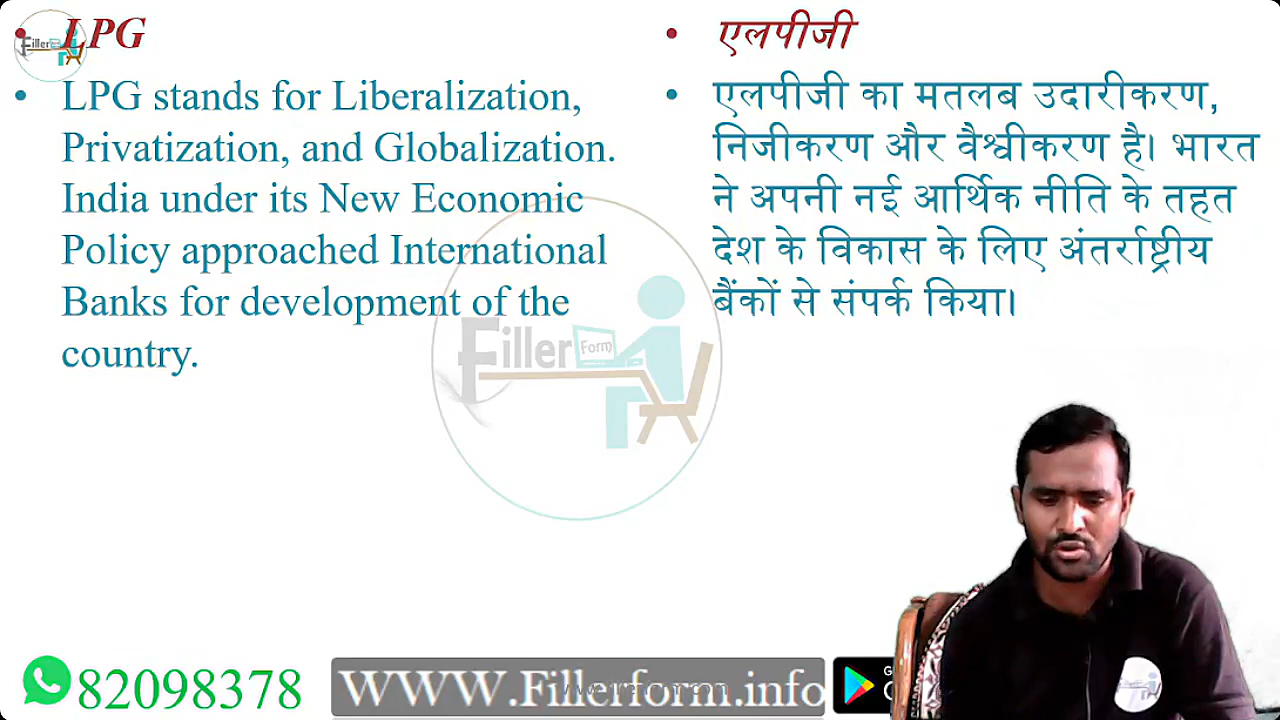 LPG
LPG stands for Liberalization,
Privatization, and Globalization.
India under its New Economic
Policy approached International
Banks for development of the
country.
एलपीजी
एलपीजी का मतलब उदारीकरण,
निजीकरण और वैश्वीकरण है। भारत
ने अपनी नई आर्थिक नीति के तहत
देश के विकास के लिए अंतर्राष्ट्रीय
बैंकों से संपर्क किया।
Filler Form
82098378
WWW.Fillerform.info